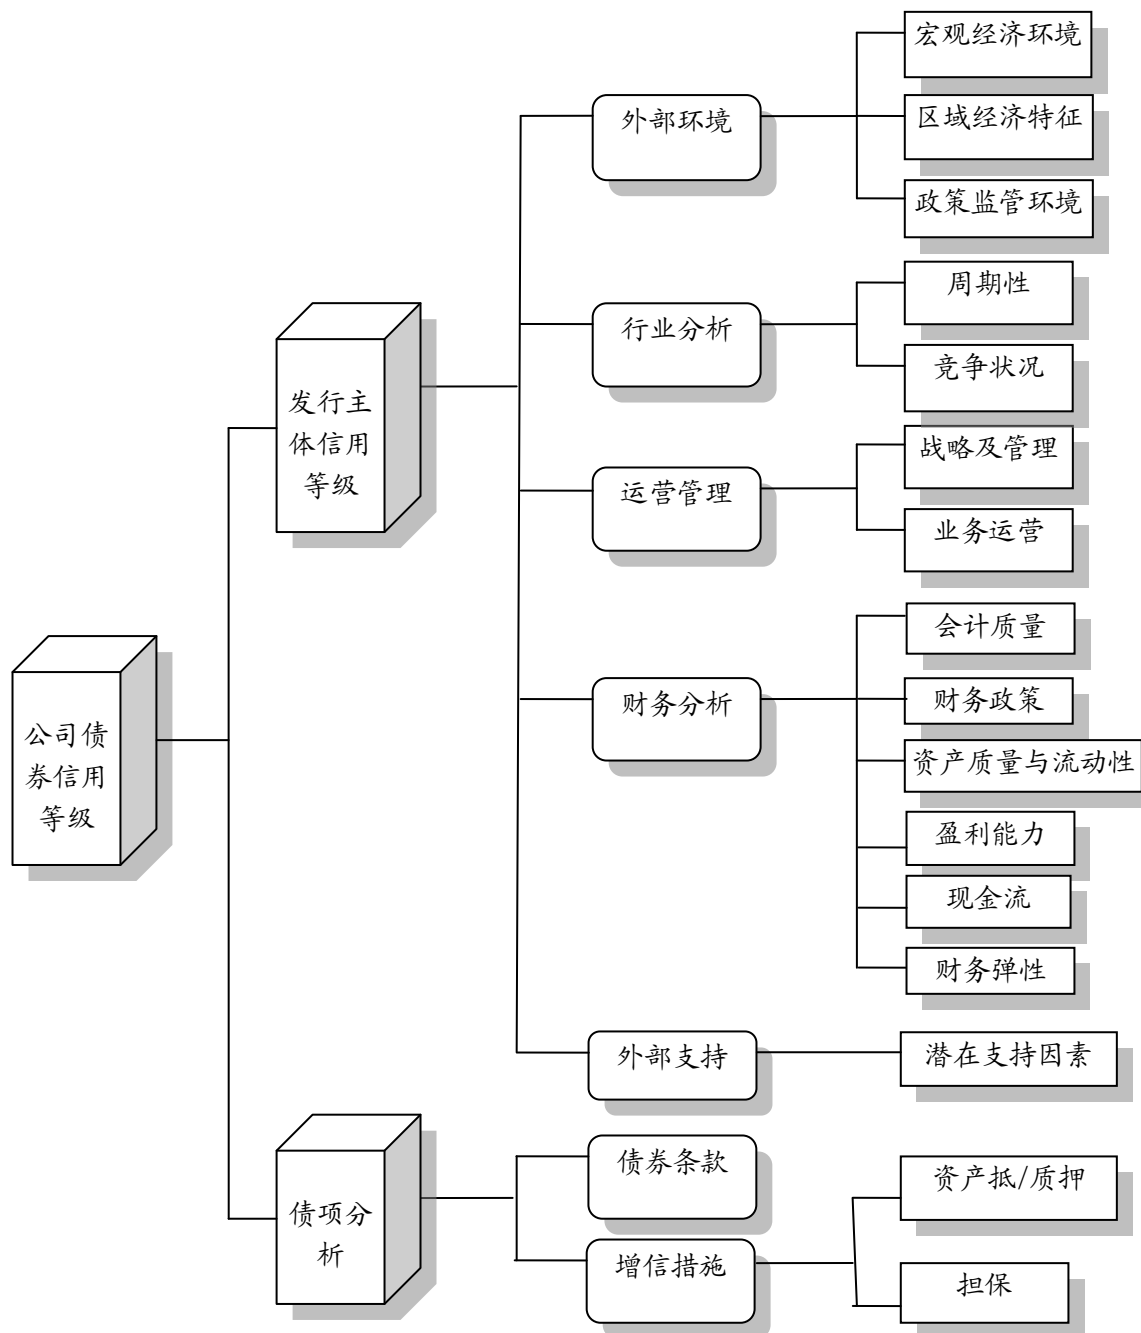 宏观经济环境
外部环境
区域经济特征
政策监管环境
周期性
行业分析
竞争状况
发行主
体信用
等级
战略及管理
运营管理
业务运营
会计质量
财务分析
财务政策
公司债
券信用
等级
资产质量与流动性
盈利能力
现金流
财务弹性
外部支持
潜在支持因素
债券条款
资产抵/质押
债项分
析
增信措施
担保